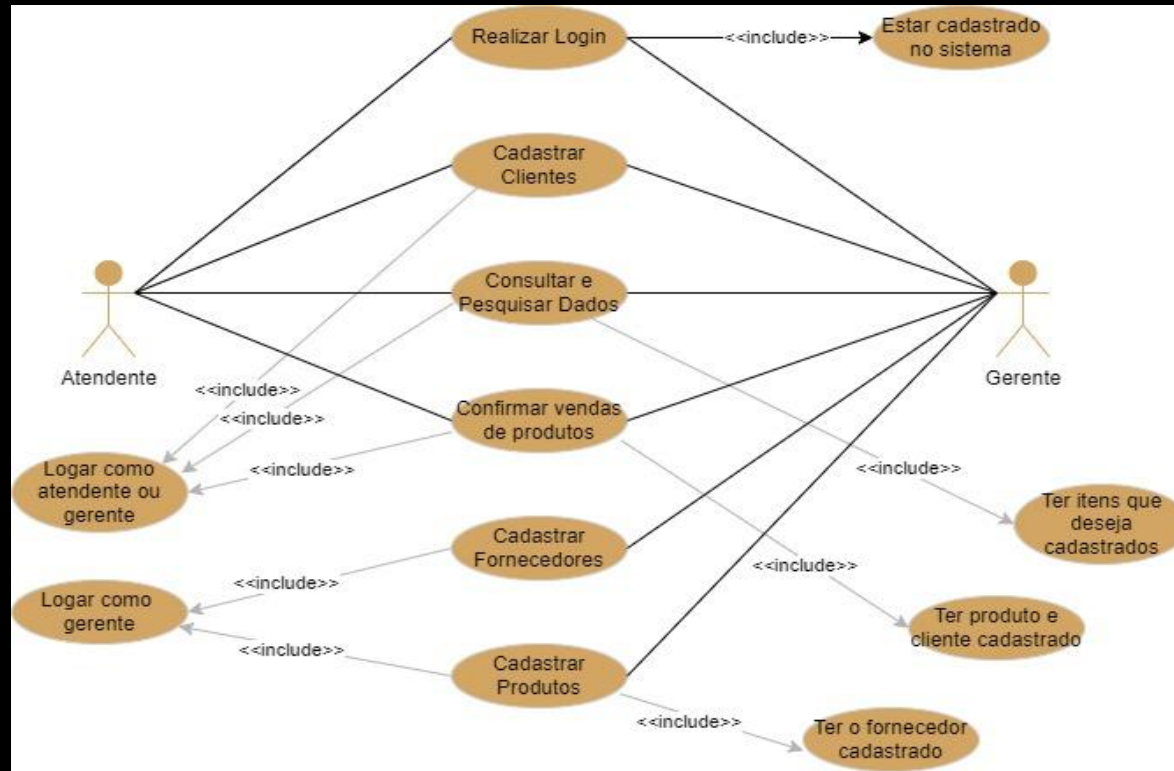 Realizar Login
<<include>>
Estar cadastrado
no sistema
Cadastrar
Clientes
Consultar e
Pesquisar Dados
Atendente
Gerente
<<include>>
<<include>>
Confirmar vendas
de produtos
<<include>>
<<include>>
Logar como
atendente ou
gerente
Ter itens que
deseja
cadastrados
Cadastrar
Fornecedores
<<include>>
<<include>>
Logar como
gerente
Ter produto e
cliente cadastrado
<<include>>
Cadastrar
Produtos
<<include>>
Ter o fornecedor
cadastrado